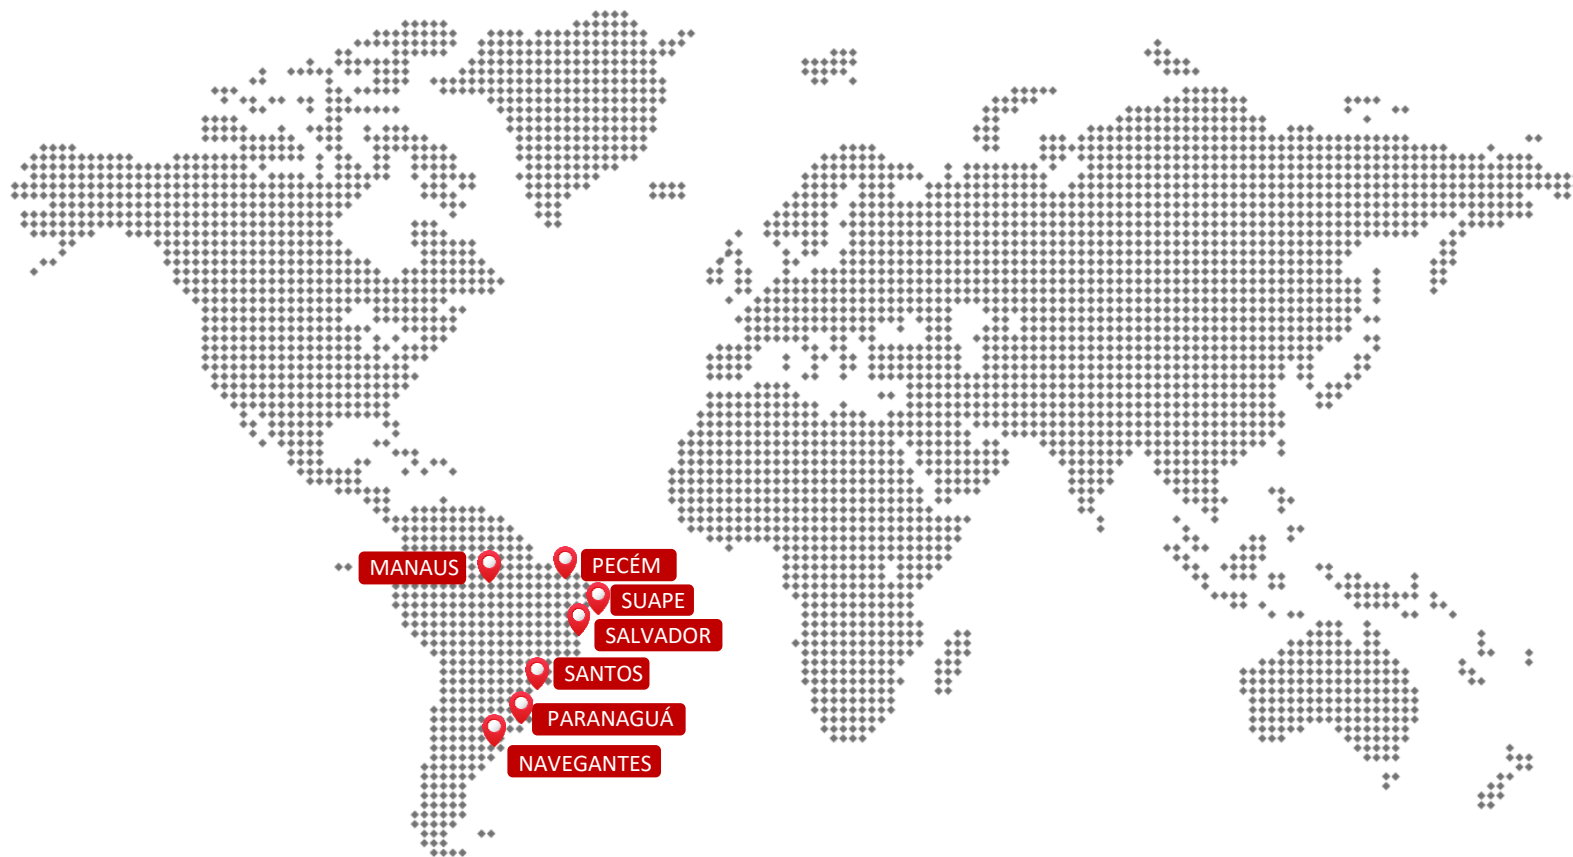 MANAUS
PECÉM
SUAPE
SALVADOR
SANTOS
PARANAGUÁ
NAVEGANTES